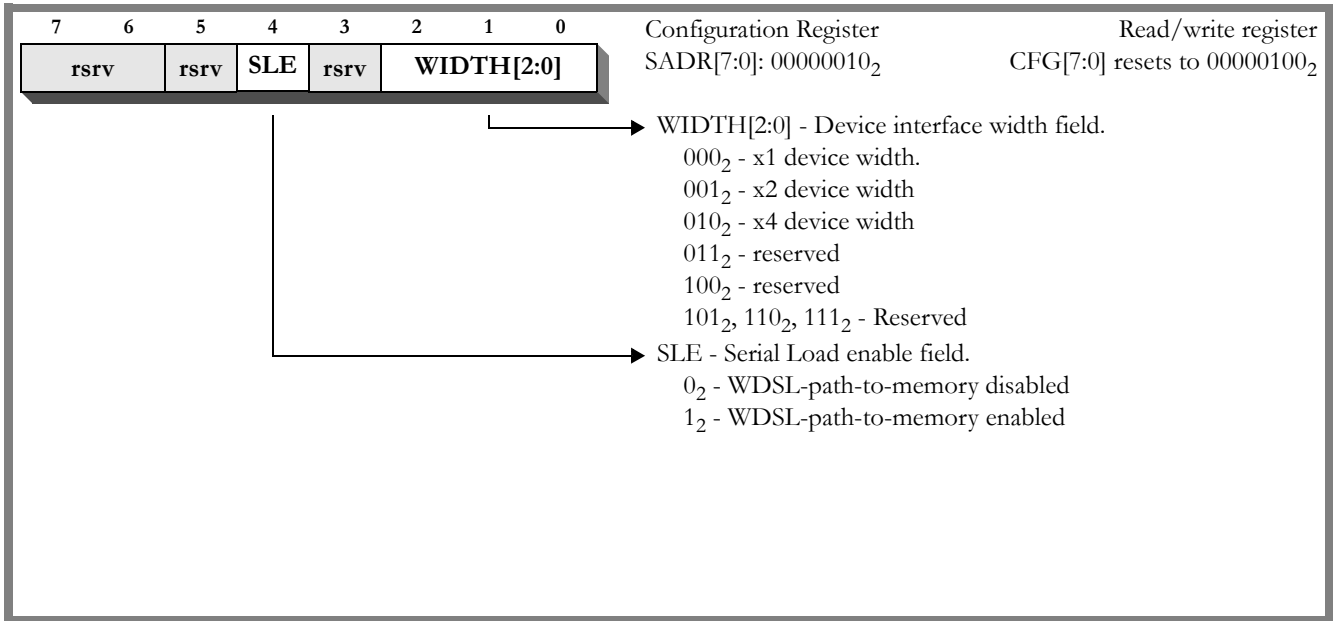 7 6 5 4 3 2 1 0
rsrv rsrv SLE rsrv WIDTH[2:0]
Configuration Register Read/write register
SADR[7:0]: 00000010₂ CFG[7:0] resets to 00000100₂
WIDTH[2:0] - Device interface width field.
000₂ - x1 device width.
001₂ - x2 device width
010₂ - x4 device width
011₂ - reserved
100₂ - reserved
101₂, 110₂, 111₂ - Reserved
SLE - Serial Load enable field.
0₂ - WDSL-path-to-memory disabled
1₂ - WDSL-path-to-memory enabled